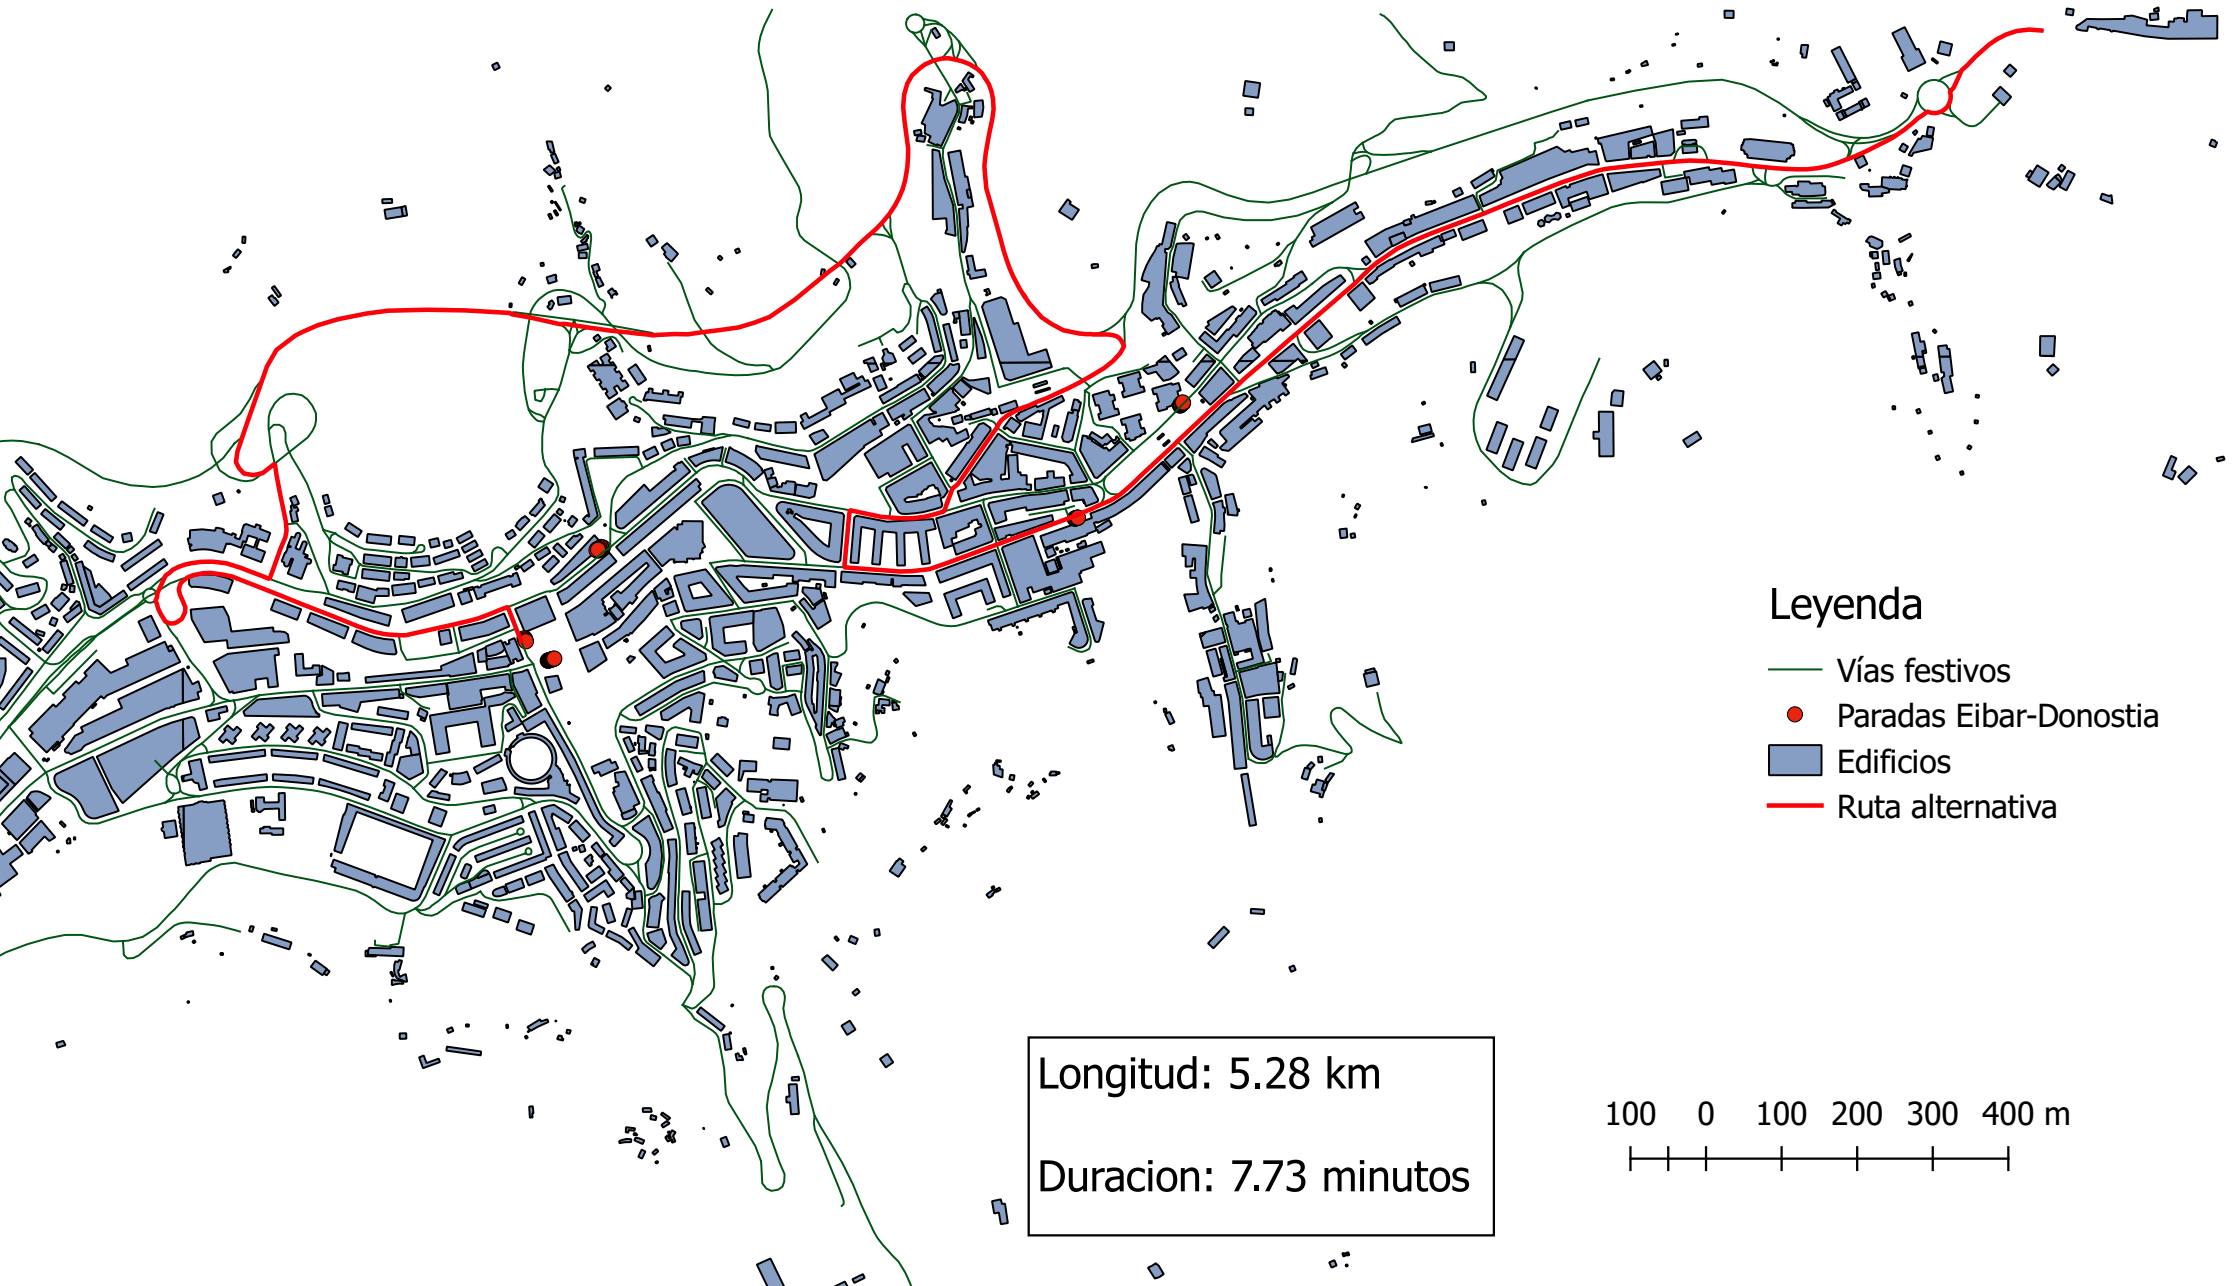 Leyenda
Vías festivos
Paradas Eibar-Donostia
Edificios
Ruta alternativa
Longitud: 5.28 km
Duracion: 7.73 minutos
100 0 100 200 300 400 m